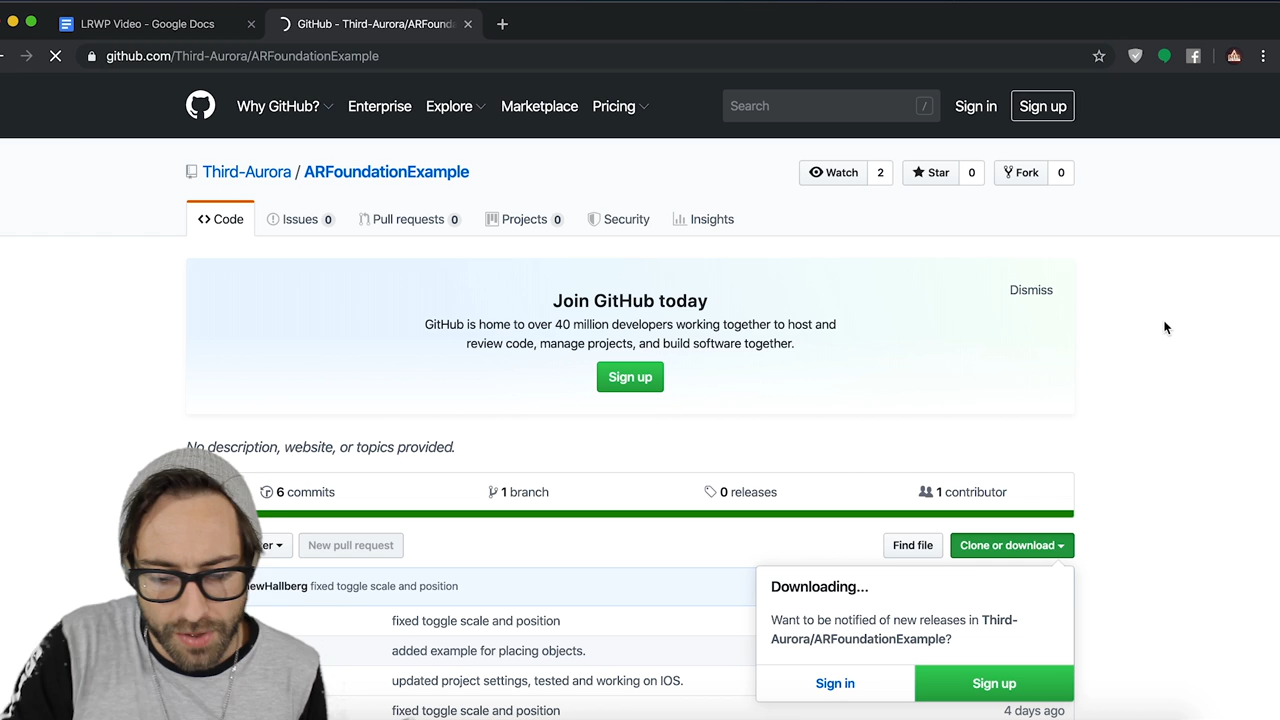 LRWP Video - Google Docs
GitHub - Third-Aurora/ARFounda
github.com/Third-Aurora/ARFoundationExample
Why GitHub? Enterprise Explore Marketplace Pricing
Search /
Sign in Sign up
Third-Aurora / ARFoundationExample
Watch 2 Star 0 Fork 0
Code Issues 0 Pull requests 0 Projects 0 Security Insights
Dismiss
Join GitHub today
GitHub is home to over 40 million developers working together to host and
review code, manage projects, and build software together.
Sign up
No description, website, or topics provided.
6 commits 1 branch 0 releases 1 contributor
er New pull request Find file Clone or download
ewHallberg fixed toggle scale and position
Downloading...
Want to be notified of new releases in Third-
Aurora/ARFoundationExample?
Sign in Sign up
fixed toggle scale and position
added example for placing objects.
updated project settings, tested and working on IOS.
fixed toggle scale and position 4 days ago